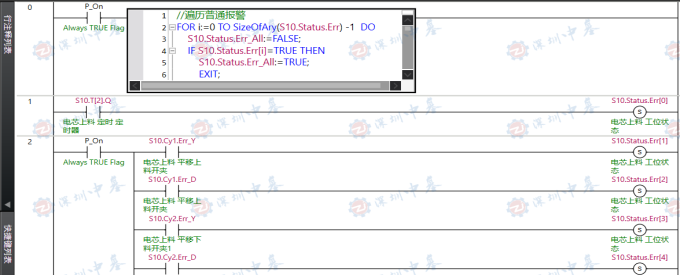 行注释列表
0
P_On
Always TRUE Flag
1 //遍历普通报警
2 FOR i:=0 TO SizeOfAry(S10.Status.Err) -1 DO
3 S10.Status.Err_All:=FALSE;
4 IF S10.Status.Err[i]=TRUE THEN
5 S10.Status.Err_All:=TRUE;
6 EXIT;
1
S10.T[2].Q
电芯上料 定时 定
时器
S10.Status.Err[0]
S
电芯上料 工位状
态
2
P_On
Always TRUE Flag
S10.Cy1.Err_Y
电芯上料 平移上
料开夹
S10.Status.Err[1]
S
电芯上料 工位状
态
S10.Cy1.Err_D
电芯上料 平移上
料开夹
S10.Status.Err[2]
S
电芯上料 工位状
态
S10.Cy2.Err_Y
电芯上料 平移下
料开夹1
S10.Status.Err[3]
S
电芯上料 工位状
态
S10.Cy2.Err_D
S10.Status.Err[4]
S
快捷键列表